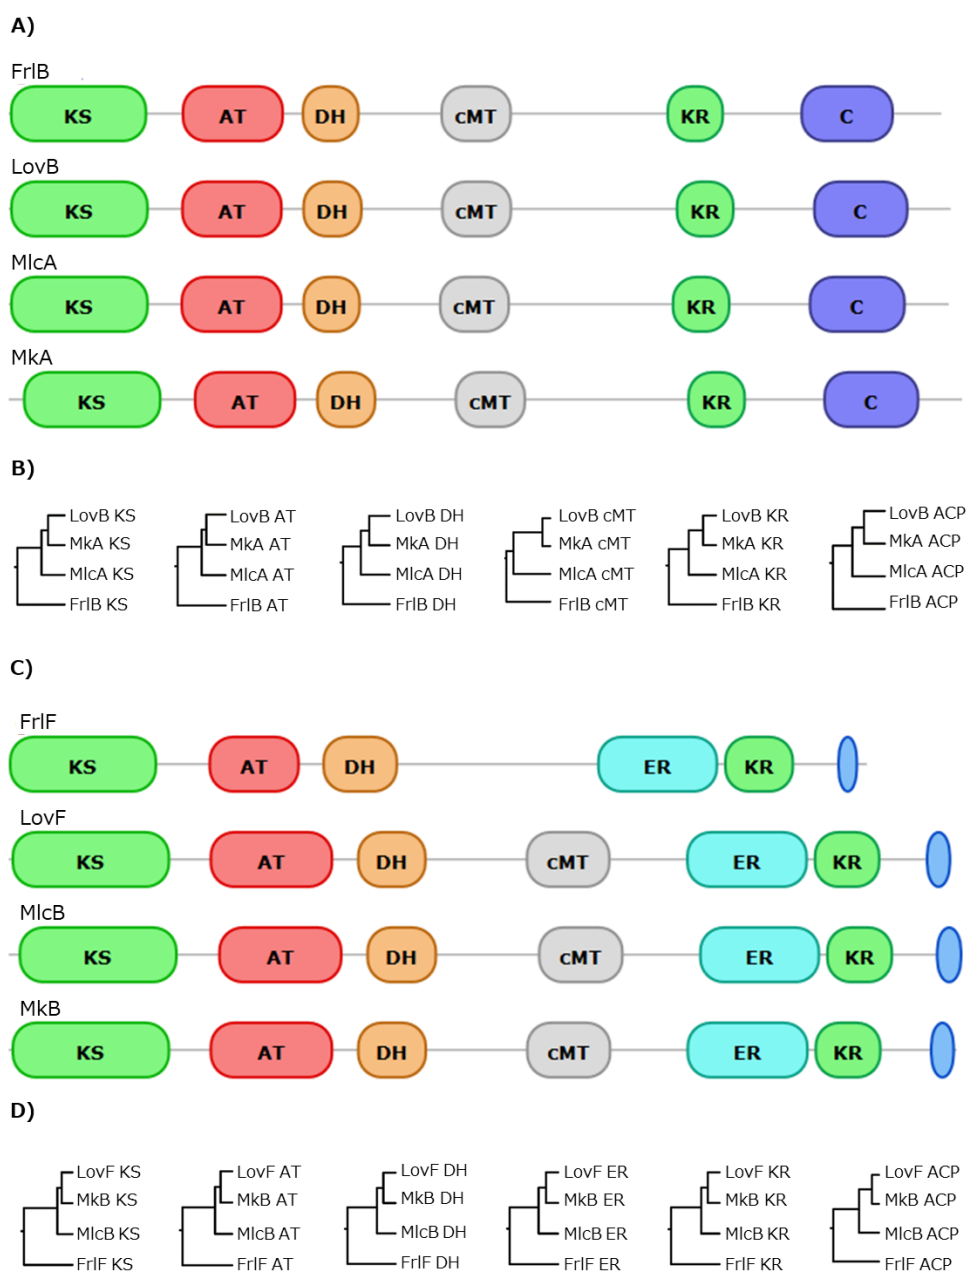 A)
FrlB
KS AT DH cMT KR C
LovB
KS AT DH cMT KR C
MlcA
KS AT DH cMT KR C
MkA
KS AT DH cMT KR C
B)
LovB KS LovB AT LovB DH LovB cMT LovB KR LovB ACP
MkA KS MkA AT MkA DH MkA cMT MkA KR MkA ACP
MlcA KS MlcA AT MlcA DH MlcA cMT MlcA KR MlcA ACP
FrlB KS FrlB AT FrlB DH FrlB cMT FrlB KR FrlB ACP
C)
FrlF
KS AT DH ER KR
LovF
KS AT DH cMT ER KR
MlcB
KS AT DH cMT ER KR
MkB
KS AT DH cMT ER KR
D)
LovF KS LovF AT LovF DH LovF ER LovF KR LovF ACP
MkB KS MkB AT MkB DH MkB ER MkB KR MkB ACP
MlcB KS MlcB AT MlcB DH MlcB ER MlcB KR MlcB ACP
FrlF KS FrlF AT FrlF DH FrlF ER FrlF KR FrlF ACP